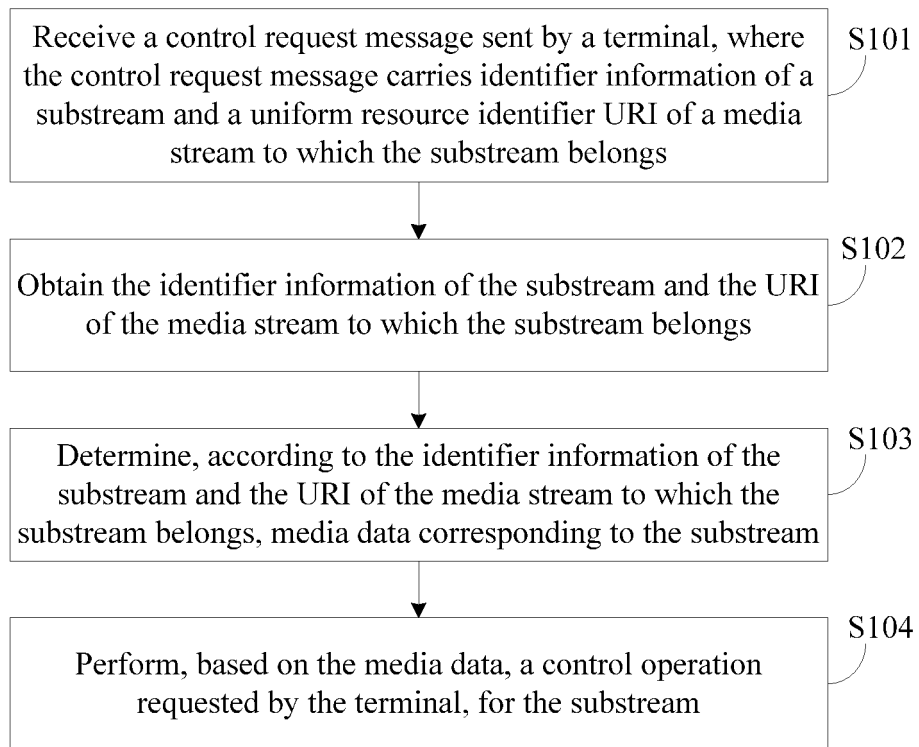 Receive a control request message sent by a terminal, where
the control request message carries identifier information of a
substream and a uniform resource identifier URI of a media
stream to which the substream belongs
S101
Obtain the identifier information of the substream and the URI
of the media stream to which the substream belongs
S102
Determine, according to the identifier information of the
substream and the URI of the media stream to which the
substream belongs, media data corresponding to the substream
S103
Perform, based on the media data, a control operation
requested by the terminal, for the substream
S104